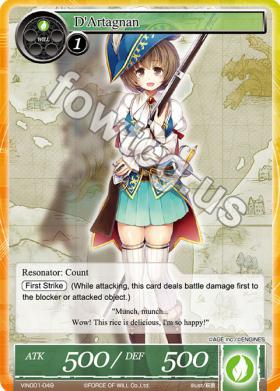 D'Artagnan
WILL
1
fowtcg.us
Resonator: Count
First Strike (While attacking, this card deals battle damage first to
the blocker or attacked object.)
"Munch, munch...
Wow! This rice is delicious, I'm so happy!"
©AGE Inc/©ENGINES
ATK 500/ DEF 500
VIN001-049 ©FORCE OF WILL Co.,Ltd.